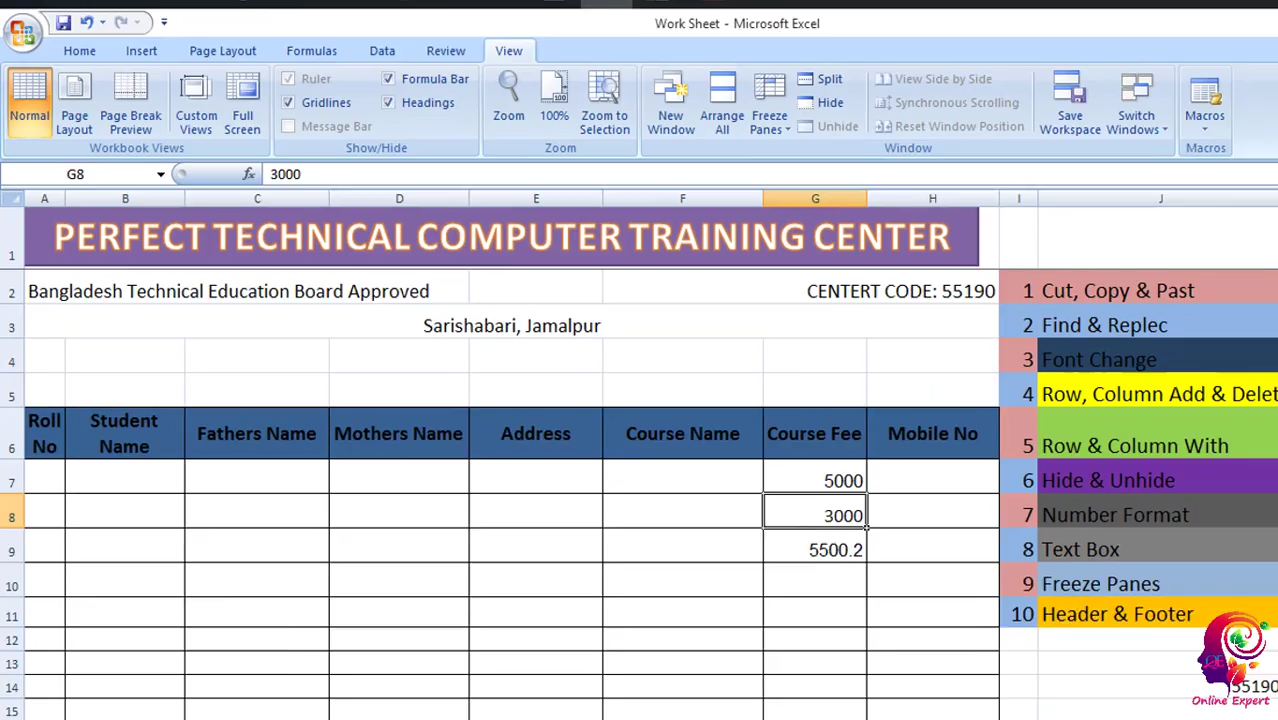 Work Sheet - Microsoft Excel
Home Insert Page Layout Formulas Data Review View
Normal
Page Layout
Page Break Preview
Custom Views
Full Screen
Workbook Views
Ruler
Formula Bar
Gridlines
Headings
Message Bar
Show/Hide
Zoom
100%
Zoom to Selection
Zoom
New Window
Arrange All
Freeze Panes
Split
Hide
Unhide
View Side by Side
Synchronous Scrolling
Reset Window Position
Window
Save Workspace
Switch Windows
Macros
Macros
G8 fx 3000
A B C D E F G H I J
1 PERFECT TECHNICAL COMPUTER TRAINING CENTER
2 Bangladesh Technical Education Board Approved CENTERT CODE: 55190 1 Cut, Copy & Past
3 Sarishabari, Jamalpur 2 Find & Replec
4 3 Font Change
5 4 Row, Column Add & Delet
6 Roll No Student Name Fathers Name Mothers Name Address Course Name Course Fee Mobile No 5 Row & Column With
7 5000 6 Hide & Unhide
8 3000 7 Number Format
9 5500.2 8 Text Box
10 9 Freeze Panes
11 10 Header & Footer
12
13
14 55190
15
Online Expert